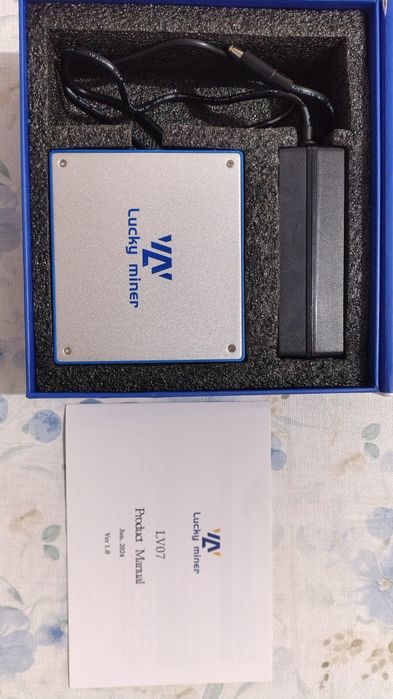 Lucky miner
Lucky miner
LV07
Product Manual
Jun. 2024
Ver 1.0